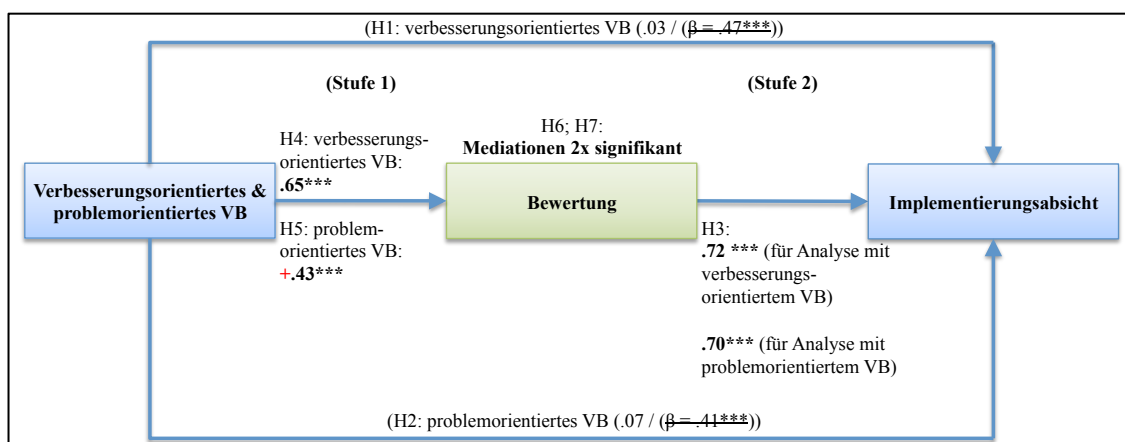 (H1: verbesserungsorientiertes VB (.03 / (β = .47***))
(Stufe 1)
(Stufe 2)
H4: verbesserungs-
orientiertes VB:
.65***
H6; H7:
Mediationen 2x signifikant
Verbesserungsorientiertes &
problemorientiertes VB
Bewertung
Implementierungsabsicht
H5: problem-
orientiertes VB:
+.43***
H3:
.72 *** (für Analyse mit
verbesserungs-
orientiertem VB)
.70*** (für Analyse mit
problemorientiertem VB)
(H2: problemorientiertes VB (.07 / (β = .41***))